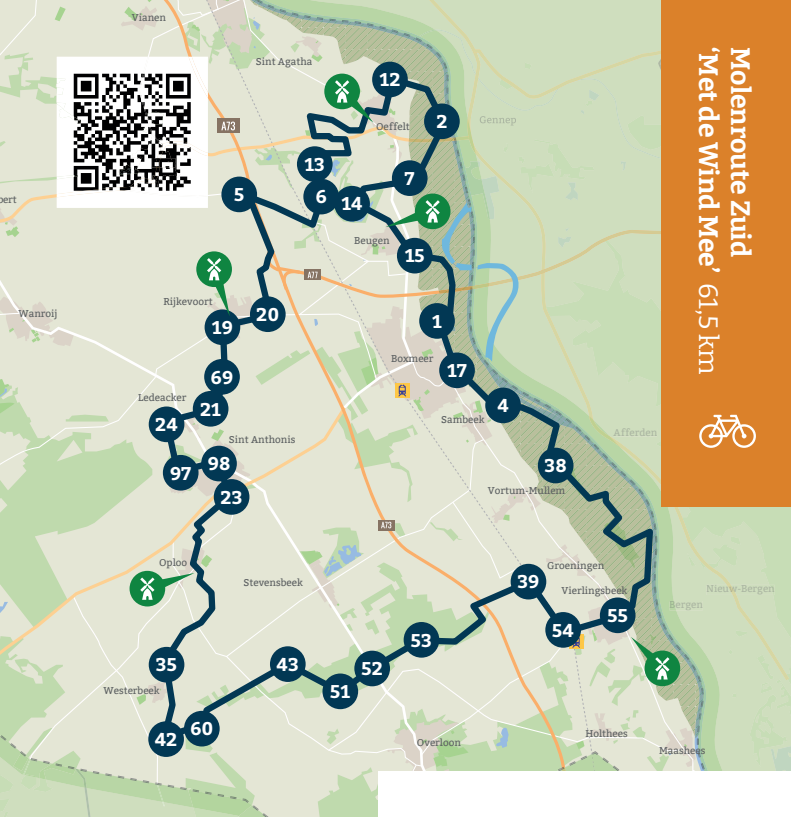 Molenroute Zuid
‘Met de Wind Mee’ 61,5 km
Vianen
Sint Agatha
12
2
Oeffelt
Gennep
A73
13
7
5
6
14
pert
Beugen
15
A77
Rijkevoort
20
19
Wanroij
1
Boxmeer
17
69
Ledeacker
21
4
24
Sambeek
Afferden
Sint Anthonis
98
97
38
23
Vortum-Mullem
A73
Oploo
Groeningen
39
Stevensbeek
Vierlingsbeek
Nieuw-Bergen
Bergen
55
54
53
35
43
52
Westerbeek
51
60
42
Overloon
Holthees
Maashees